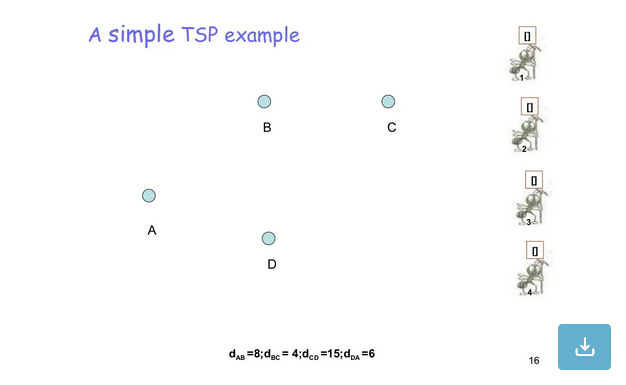 A simple TSP example
[]
1
B
C
[]
2
A
[]
3
D
[]
4
dAB =8;dBC = 4;dCD =15;dDA =6
16